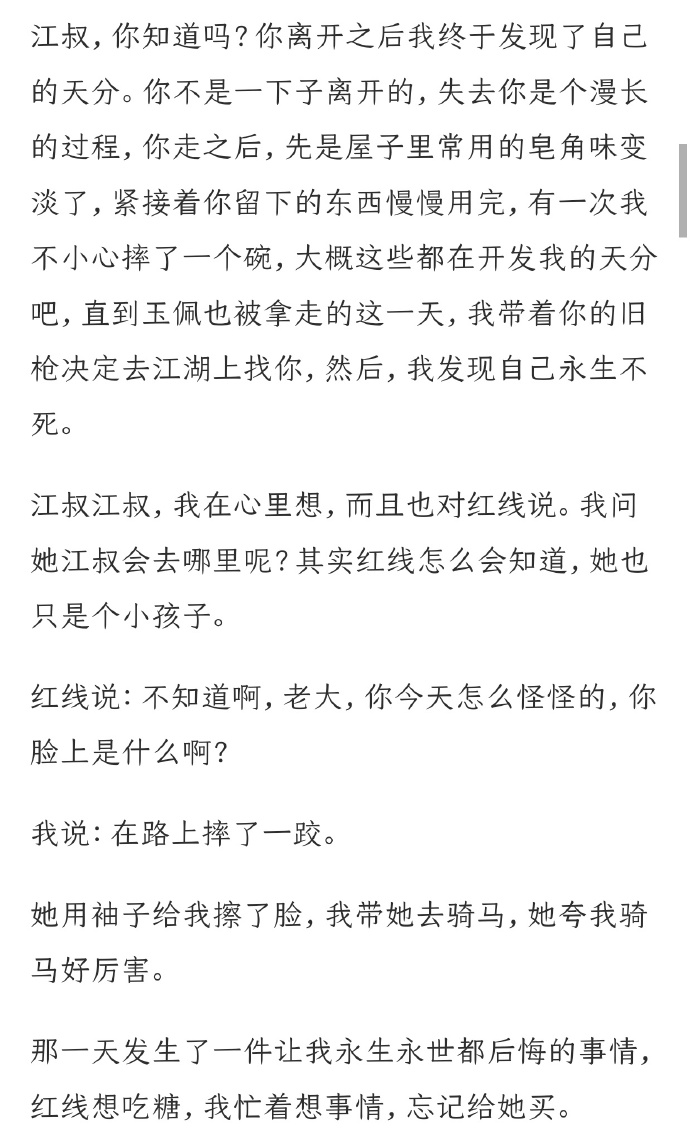 江叔，你知道吗？你离开之后我终于发现了自己
的天分。你不是一下子离开的，失去你是个漫长
的过程，你走之后，先是屋子里常用的皂角味变
淡了，紧接着你留下的东西慢慢用完，有一次我
不小心摔了一个碗，大概这些都在开发我的天分
吧，直到玉佩也被拿走的这一天，我带着你的旧
枪决定去江湖上找你，然后，我发现自己永生不
死。
江叔江叔，我在心里想，而且也对红线说。我问
她江叔会去哪里呢？其实红线怎么会知道，她也
只是个小孩子。
红线说：不知道啊，老大，你今天怎么怪怪的，你
脸上是什么啊？
我说：在路上摔了一跤。
她用袖子给我擦了脸，我带她去骑马，她夸我骑
马好厉害。
那一天发生了一件让我永生永世都后悔的事情，
红线想吃糖，我忙着想事情，忘记给她买。